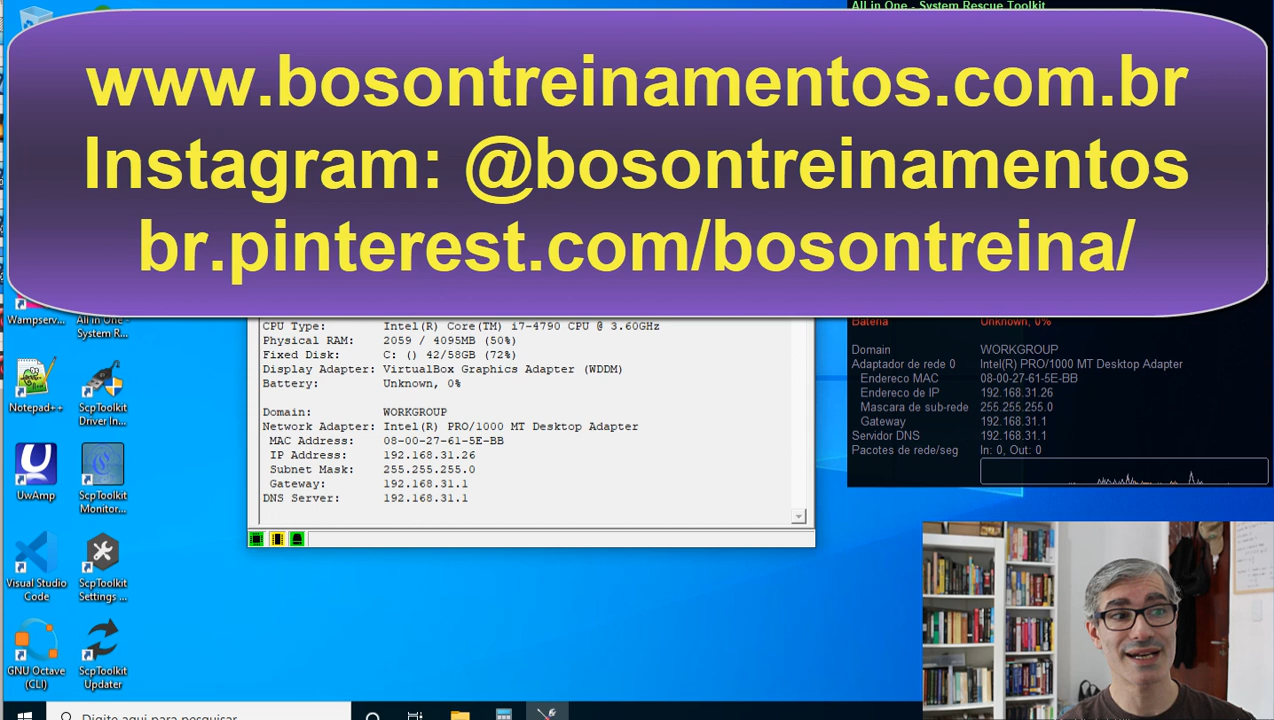 All in One - System Rescue Toolkit
www.bosontreinamentos.com.br
Instagram: @bosontreinamentos
br.pinterest.com/bosontreina/
Wampserv...
All in One -
System R...
Notepad++
ScpToolkit
Driver In...
UwAmp
ScpToolkit
Monitor...
Visual Studio
Code
ScpToolkit
Settings ...
GNU Octave
(CLI)
ScpToolkit
Updater
CPU Type: Intel(R) Core(TM) i7-4790 CPU @ 3.60GHz
Physical RAM: 2059 / 4095MB (50%)
Fixed Disk: C: () 42/58GB (72%)
Display Adapter: VirtualBox Graphics Adapter (WDDM)
Battery: Unknown, 0%
Domain: WORKGROUP
Network Adapter: Intel(R) PRO/1000 MT Desktop Adapter
MAC Address: 08-00-27-61-5E-BB
IP Address: 192.168.31.26
Subnet Mask: 255.255.255.0
Gateway: 192.168.31.1
DNS Server: 192.168.31.1
Bateria Unknown, 0%
Domain WORKGROUP
Adaptador de rede 0 Intel(R) PRO/1000 MT Desktop Adapter
Endereco MAC 08-00-27-61-5E-BB
Endereco de IP 192.168.31.26
Mascara de sub-rede 255.255.255.0
Gateway 192.168.31.1
Servidor DNS 192.168.31.1
Pacotes de rede/seg In: 0, Out: 0
Digite aqui para pesquisar